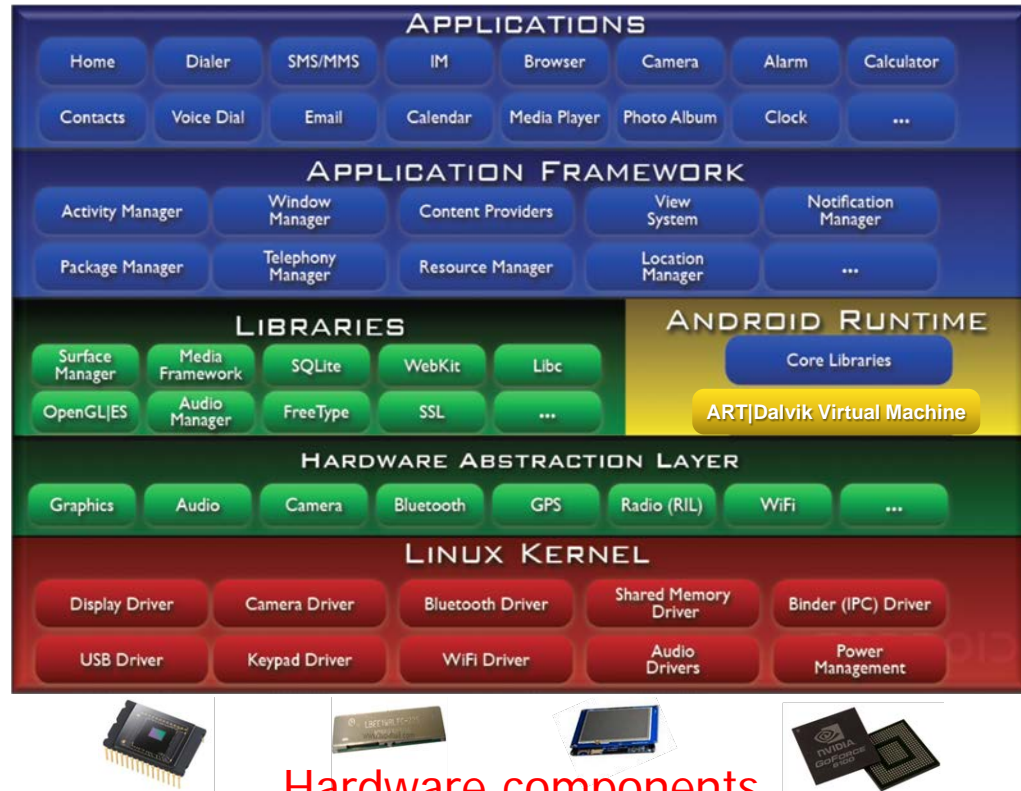 APPLICATIONS
Home
Dialer
SMS/MMS
IM
Browser
Camera
Alarm
Calculator
Contacts
Voice Dial
Email
Calendar
Media Player
Photo Album
Clock
...
APPLICATION FRAMEWORK
Activity Manager
Window
Manager
Content Providers
View
System
Notification
Manager
Package Manager
Telephony
Manager
Resource Manager
Location
Manager
...
LIBRARIES
Surface
Manager
Media
Framework
SQLite
WebKit
Libc
OpenGL|ES
Audio
Manager
FreeType
SSL
...
ANDROID RUNTIME
Core Libraries
ART|Dalvik Virtual Machine
HARDWARE ABSTRACTION LAYER
Graphics
Audio
Camera
Bluetooth
GPS
Radio (RIL)
WiFi
...
LINUX KERNEL
Display Driver
Camera Driver
Bluetooth Driver
Shared Memory
Driver
Binder (IPC) Driver
USB Driver
Keypad Driver
WiFi Driver
Audio
Drivers
Power
Management
NVIDIA
GOFORCE
Hardware components